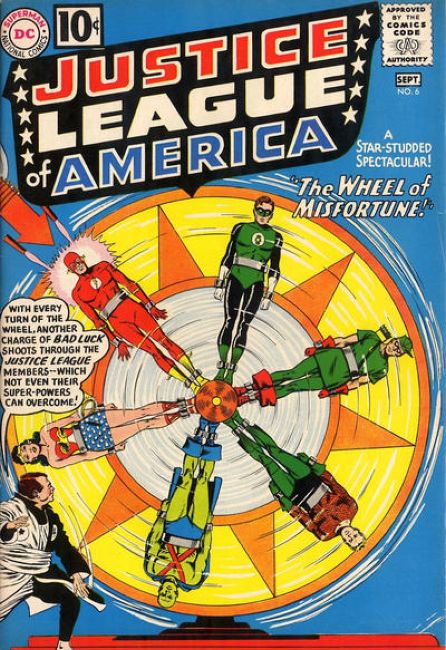 SUPERMAN
DC
NATIONAL COMICS
10¢
JUSTICE
LEAGUE
of AMERICA
APPROVED
BY THE
COMICS
CODE
CA
AUTHORITY
SEPT.
NO. 6
A
STAR-STUDDED
SPECTACULAR!
"The WHEEL of
MISFORTUNE!"
WITH EVERY
TURN OF THE
WHEEL, ANOTHER
CHARGE OF BAD LUCK
SHOOTS THROUGH THE
JUSTICE LEAGUE
MEMBERS--WHICH
NOT EVEN THEIR
SUPER-POWERS
CAN OVERCOME!